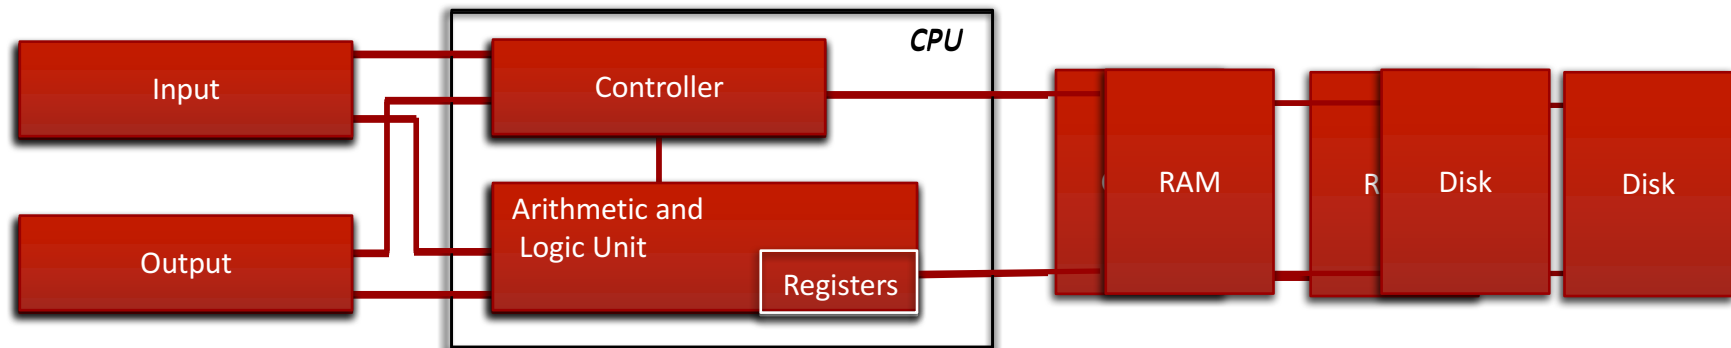 CPU
Input
Controller
RAM
Disk
Disk
Arithmetic and
Logic Unit
Output
Registers